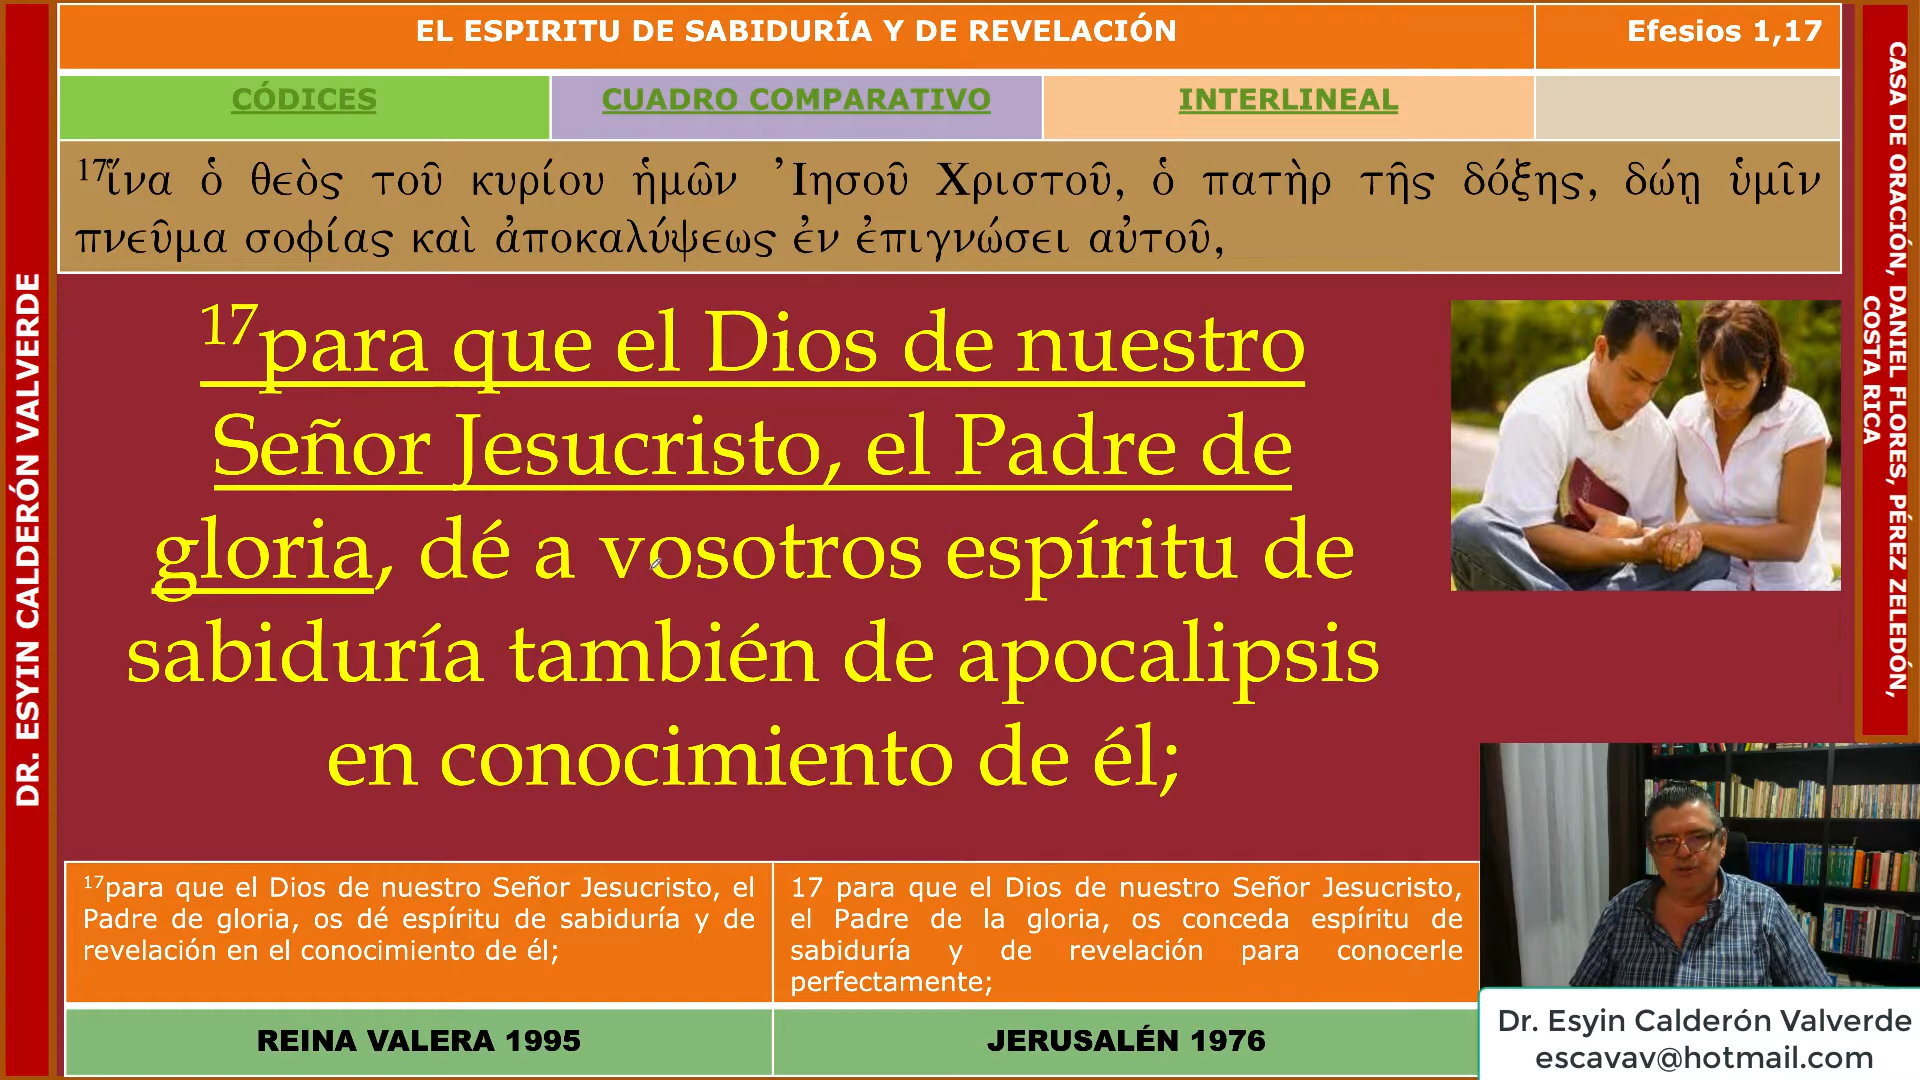 EL ESPIRITU DE SABIDURÍA Y DE REVELACIÓN
Efesios 1,17
CÓDICES
CUADRO COMPARATIVO
INTERLINEAL
17ἵνα ὁ θεὸς τοῦ κυρίου ἡμῶν Ἰησοῦ Χριστοῦ, ὁ πατὴρ τῆς δόξης, δώῃ ὑμῖν
πνεῦμα σοφίας καὶ ἀποκαλύψεως ἐν ἐπιγνώσει αὐτοῦ,
17para que el Dios de nuestro
Señor Jesucristo, el Padre de
gloria, dé a vosotros espíritu de
sabiduría también de apocalipsis
en conocimiento de él;
17para que el Dios de nuestro Señor Jesucristo, el
Padre de gloria, os dé espíritu de sabiduría y de
revelación en el conocimiento de él;
REINA VALERA 1995
17 para que el Dios de nuestro Señor Jesucristo,
el Padre de la gloria, os conceda espíritu de
sabiduría y de revelación para conocerle
perfectamente;
JERUSALÉN 1976
DR. ESYIN CALDERÓN VALVERDE
CASA DE ORACIÓN, DANIEL FLORES, PÉREZ ZELEDÓN,
COSTA RICA
Dr. Esyin Calderón Valverde
escavav@hotmail.com